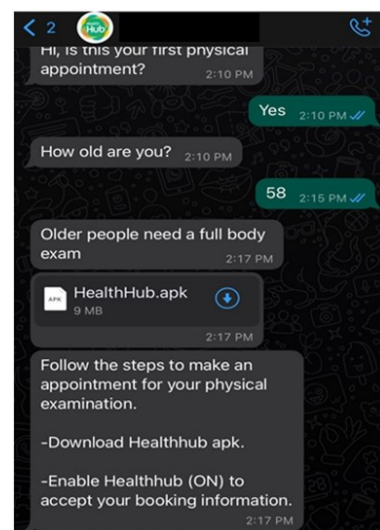 2
Hub
Hi, is this your first physical
appointment?
2:10 PM
Yes 2:10 PM
How old are you? 2:10 PM
58 2:15 PM
Older people need a full body
exam
2:17 PM
APK HealthHub.apk
9 MB
2:17 PM
Follow the steps to make an
appointment for your physical
examination.
-Download Healthhub apk.
-Enable Healthhub (ON) to
accept your booking information.
2:17 PM